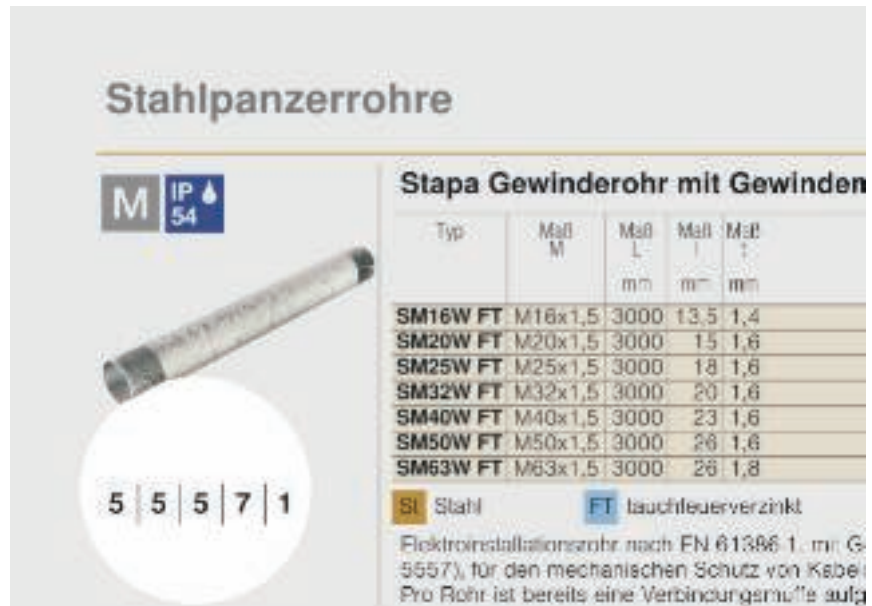 Stahlpanzerrohre
M IP 54
Stapa Gewinderohr mit
Typ Maß M Maß L mm Maß l mm Maß t mm
SM16W FT M16x1,5 3000 13,5 1,4
SM20W FT M20x1,5 3000 15 1,6
SM25W FT M25x1,5 3000 18 1,6
SM32W FT M32x1,5 3000 20 1,6
SM40W FT M40x1,5 3000 23 1,6
SM50W FT M50x1,5 3000 26 1,6
SM63W FT M63x1,5 3000 26 1,8
5 | 5 | 5 | 7 | 1
St Stahl FT tauchfeuerverzinkt
Elektroinstallationsrohr nach EN 61386-1, mit
5557), für den mechanischen Schutz von
Pro Rohr ist bereits eine Verbindungsmuffe